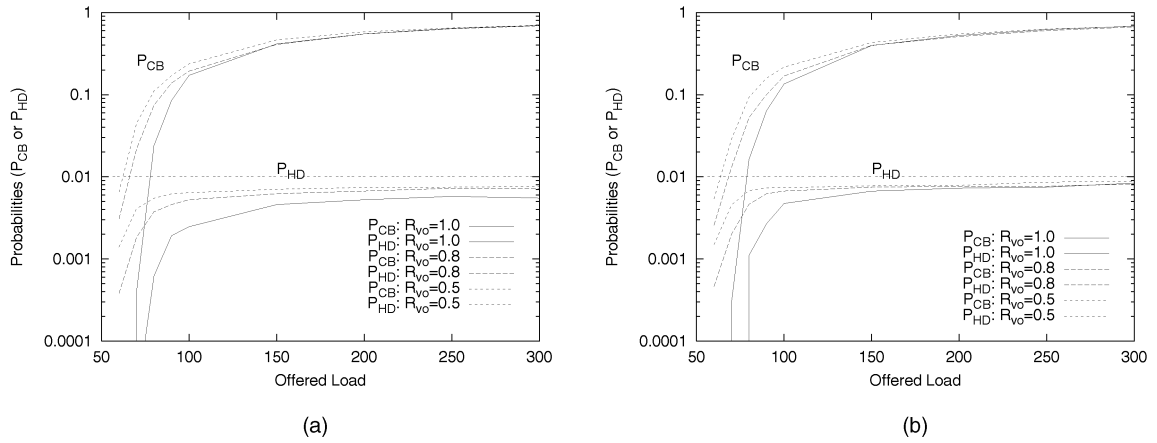 Probabilities (P_CB or P_HD)
1
0.1
0.01
0.001
0.0001
P_CB
P_HD
P_CB: R_vo=1.0
P_HD: R_vo=1.0
P_CB: R_vo=0.8
P_HD: R_vo=0.8
P_CB: R_vo=0.5
P_HD: R_vo=0.5
50 100 150 200 250 300
Offered Load
(a)
Probabilities (P_CB or P_HD)
1
0.1
0.01
0.001
0.0001
P_CB
P_HD
P_CB: R_vo=1.0
P_HD: R_vo=1.0
P_CB: R_vo=0.8
P_HD: R_vo=0.8
P_CB: R_vo=0.5
P_HD: R_vo=0.5
50 100 150 200 250 300
Offered Load
(b)